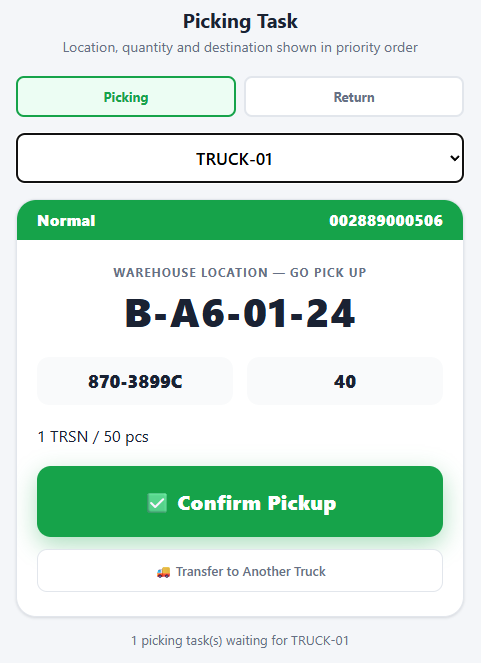 Picking Task
Location, quantity and destination shown in priority order
Picking
Return
TRUCK-01
Normal
002889000506
WAREHOUSE LOCATION — GO PICK UP
B-A6-01-24
870-3899C
40
1 TRSN / 50 pcs
✅ Confirm Pickup
🚚 Transfer to Another Truck
1 picking task(s) waiting for TRUCK-01